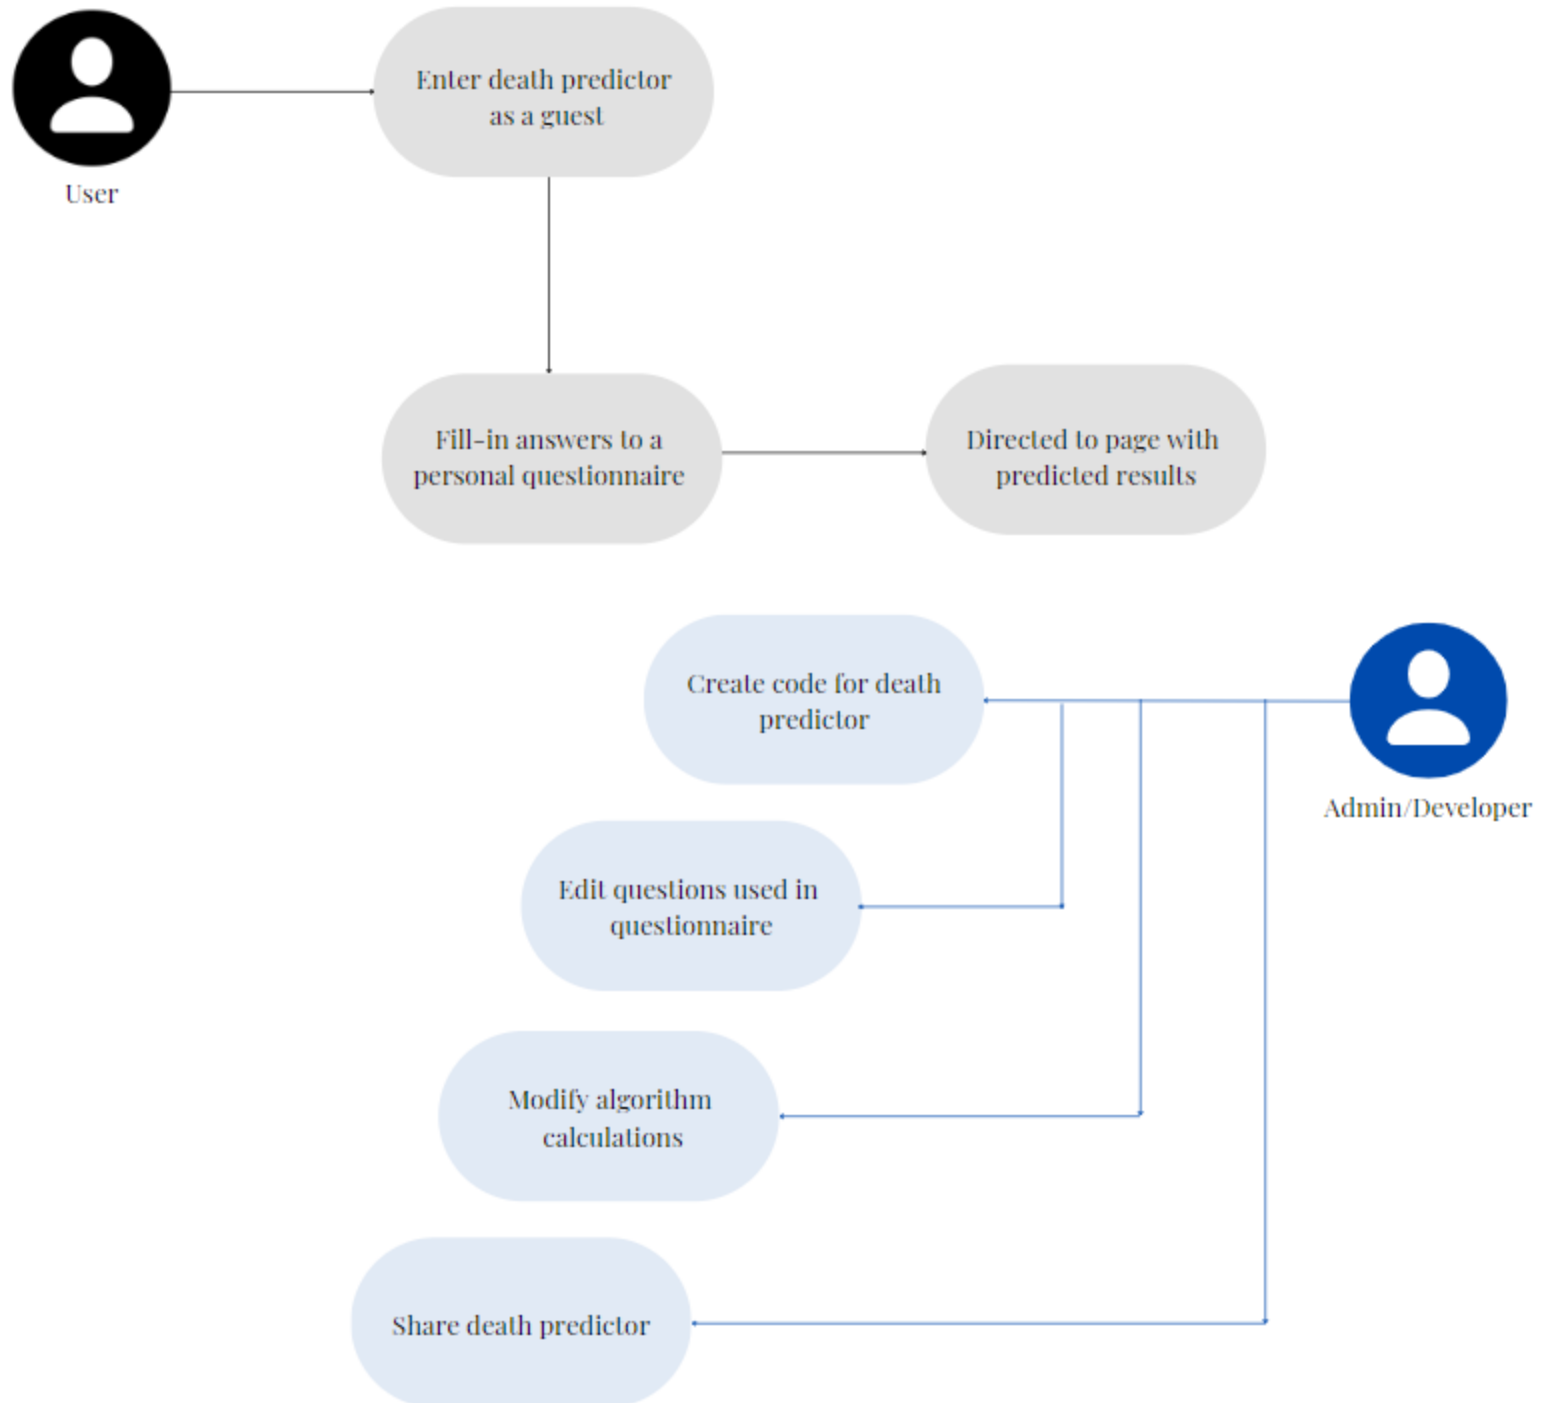 Enter death predictor
as a guest
User
Fill-in answers to a
personal questionnaire
Directed to page with
predicted results
Create code for death
predictor
Admin/Developer
Edit questions used in
questionnaire
Modify algorithm
calculations
Share death predictor